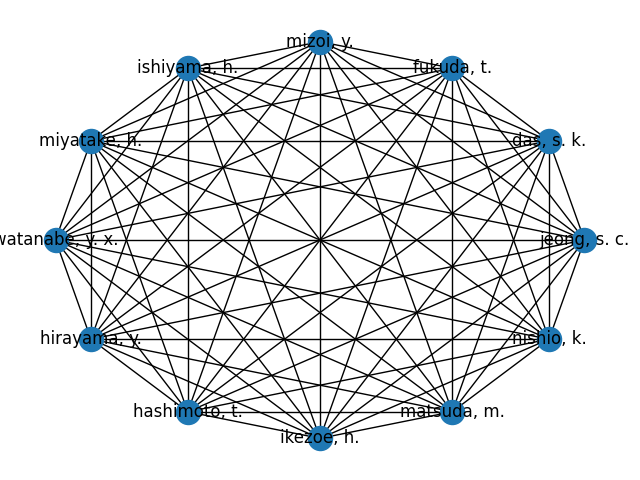 mizoi, y.
ishiyama, h.
fukuda, t.
miyatake, h.
das, s. k.
watanabe, y. x.
jeong, s. c.
hirayama, y.
nishio, k.
hashimoto, t.
matsuda, m.
ikezoe, h.